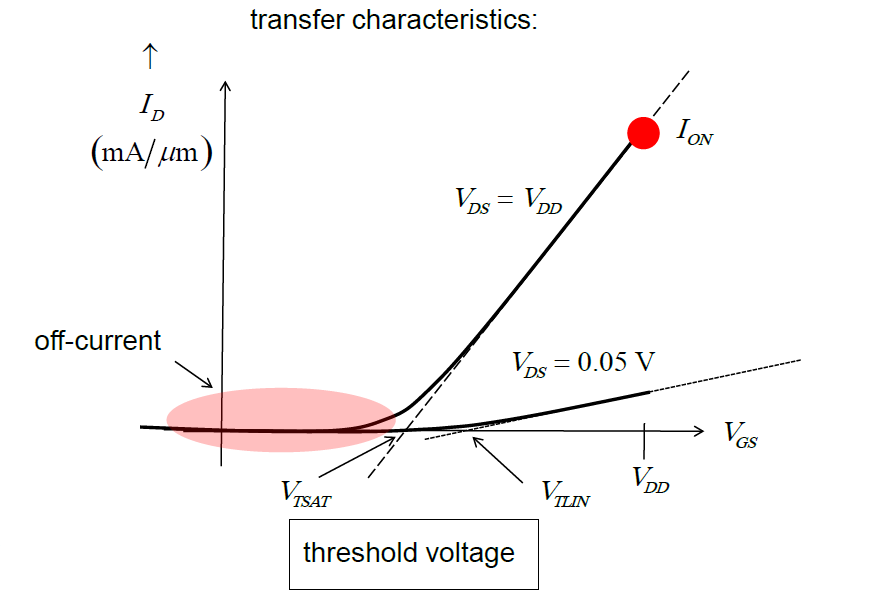 transfer characteristics:
↑
I_D
(mA/μm)
I_ON
V_DS = V_DD
off-current
V_DS = 0.05 V
V_GS
V_TSAT
V_TLIN
V_DD
threshold voltage